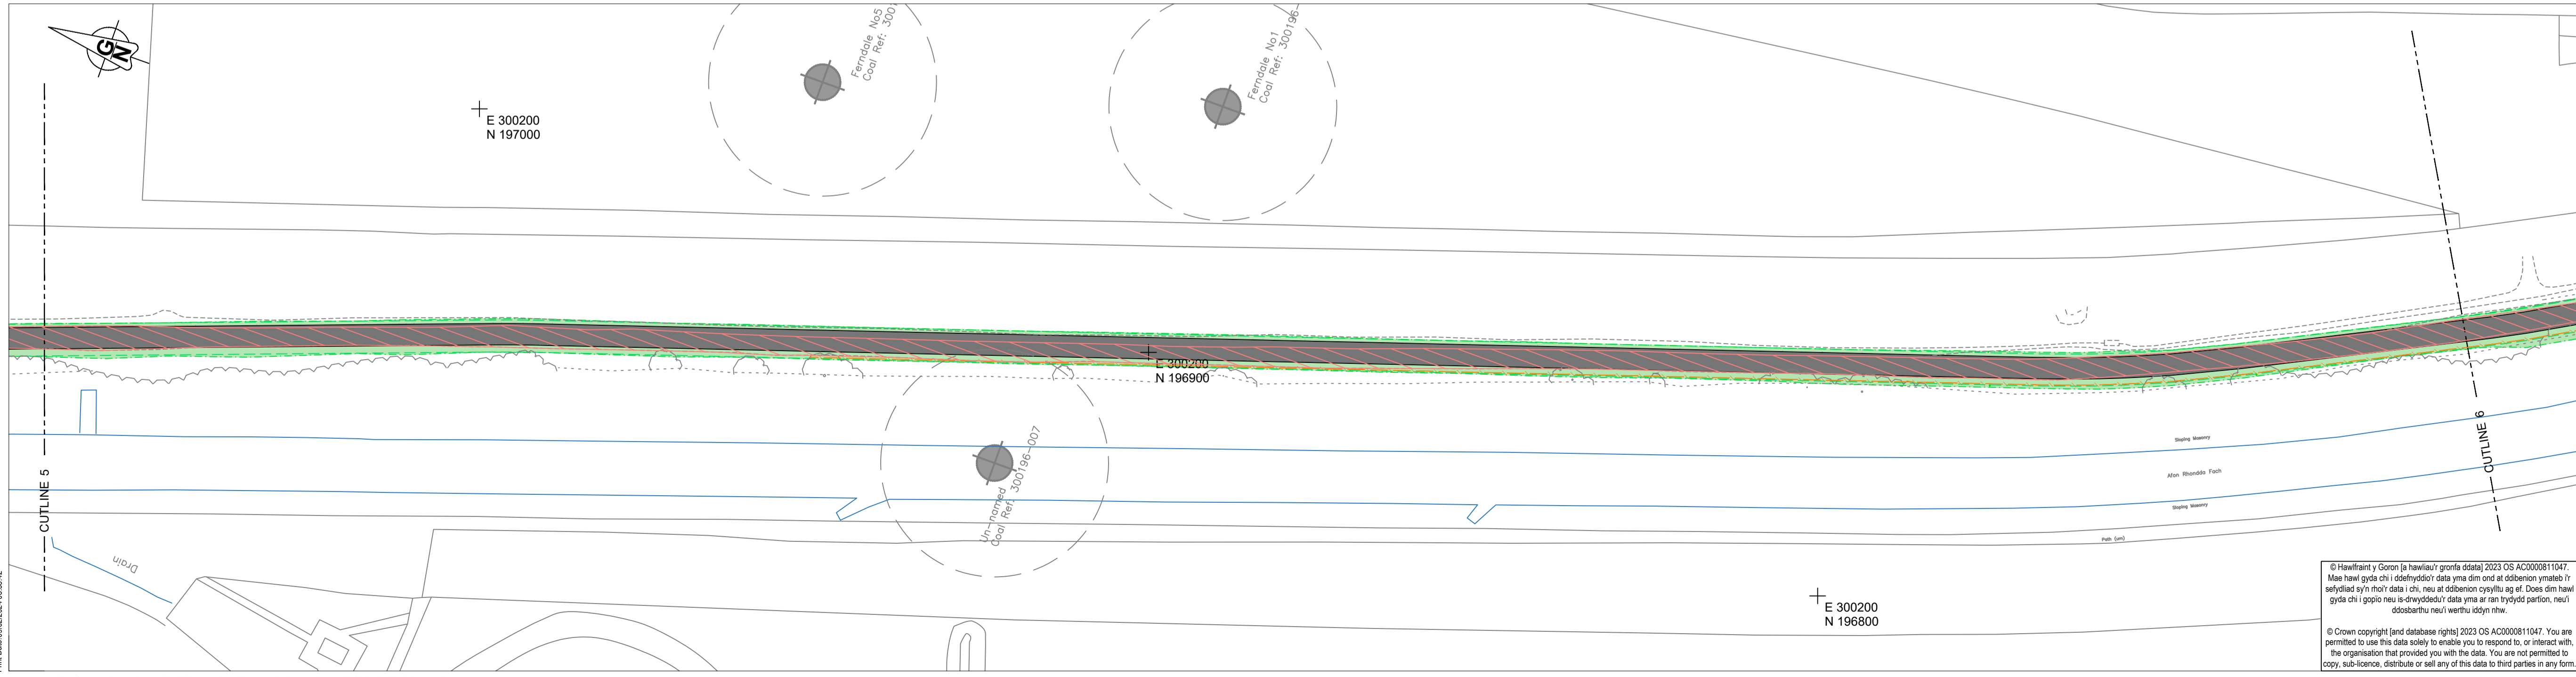 GN
Ferndale No5
Coal Ref:
Ferndale No1
Coal Ref: 300196-
E 300200
N 197000
E 300200
N 196900
Un-named
Coal Ref: 300196-007
CUTLINE 5
CUTLINE 6
Drain
Sloping Masonry
Afon Rhondda Fach
Sloping Masonry
Path (um)
E 300200
N 196800
© Hawlfraint y Goron [a hawliau'r gronfa ddata] 2023 OS AC0000811047.
Mae hawl gyda chi i ddefnyddio'r data yma dim ond at ddibenion ymateb i'r
sefydliad sy'n rhoi'r data i chi, neu at ddibenion cysylltu ag ef. Does dim hawl
gyda chi i gopïo neu is-drwyddedu'r data yma ar ran trydydd partïon, neu'i
ddosbarthu neu'i werthu iddyn nhw.
© Crown copyright [and database rights] 2023 OS AC0000811047. You are
permitted to use this data solely to enable you to respond to, or interact with,
the organisation that provided you with the data. You are not permitted to
copy, sub-licence, distribute or sell any of this data to third parties in any form.